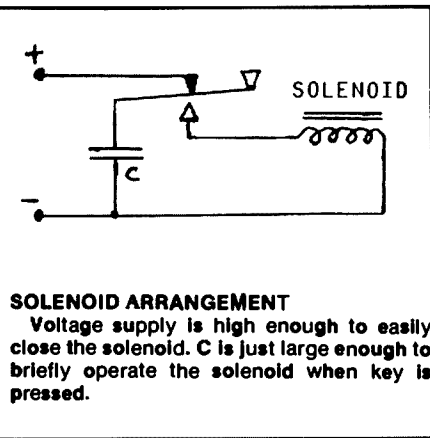 +
SOLENOID
C
-
SOLENOID ARRANGEMENT
Voltage supply is high enough to easily
close the solenoid. C is just large enough to
briefly operate the solenoid when key is
pressed.